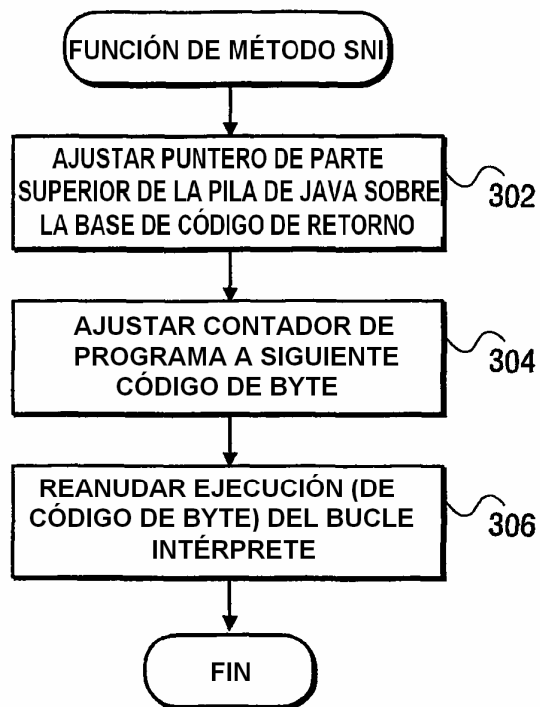 FUNCIÓN DE MÉTODO SNI
AJUSTAR PUNTERO DE PARTE
SUPERIOR DE LA PILA DE JAVA SOBRE
LA BASE DE CÓDIGO DE RETORNO
302
AJUSTAR CONTADOR DE
PROGRAMA A SIGUIENTE
CÓDIGO DE BYTE
304
REANUDAR EJECUCIÓN (DE
CÓDIGO DE BYTE) DEL BUCLE
INTÉRPRETE
306
FIN